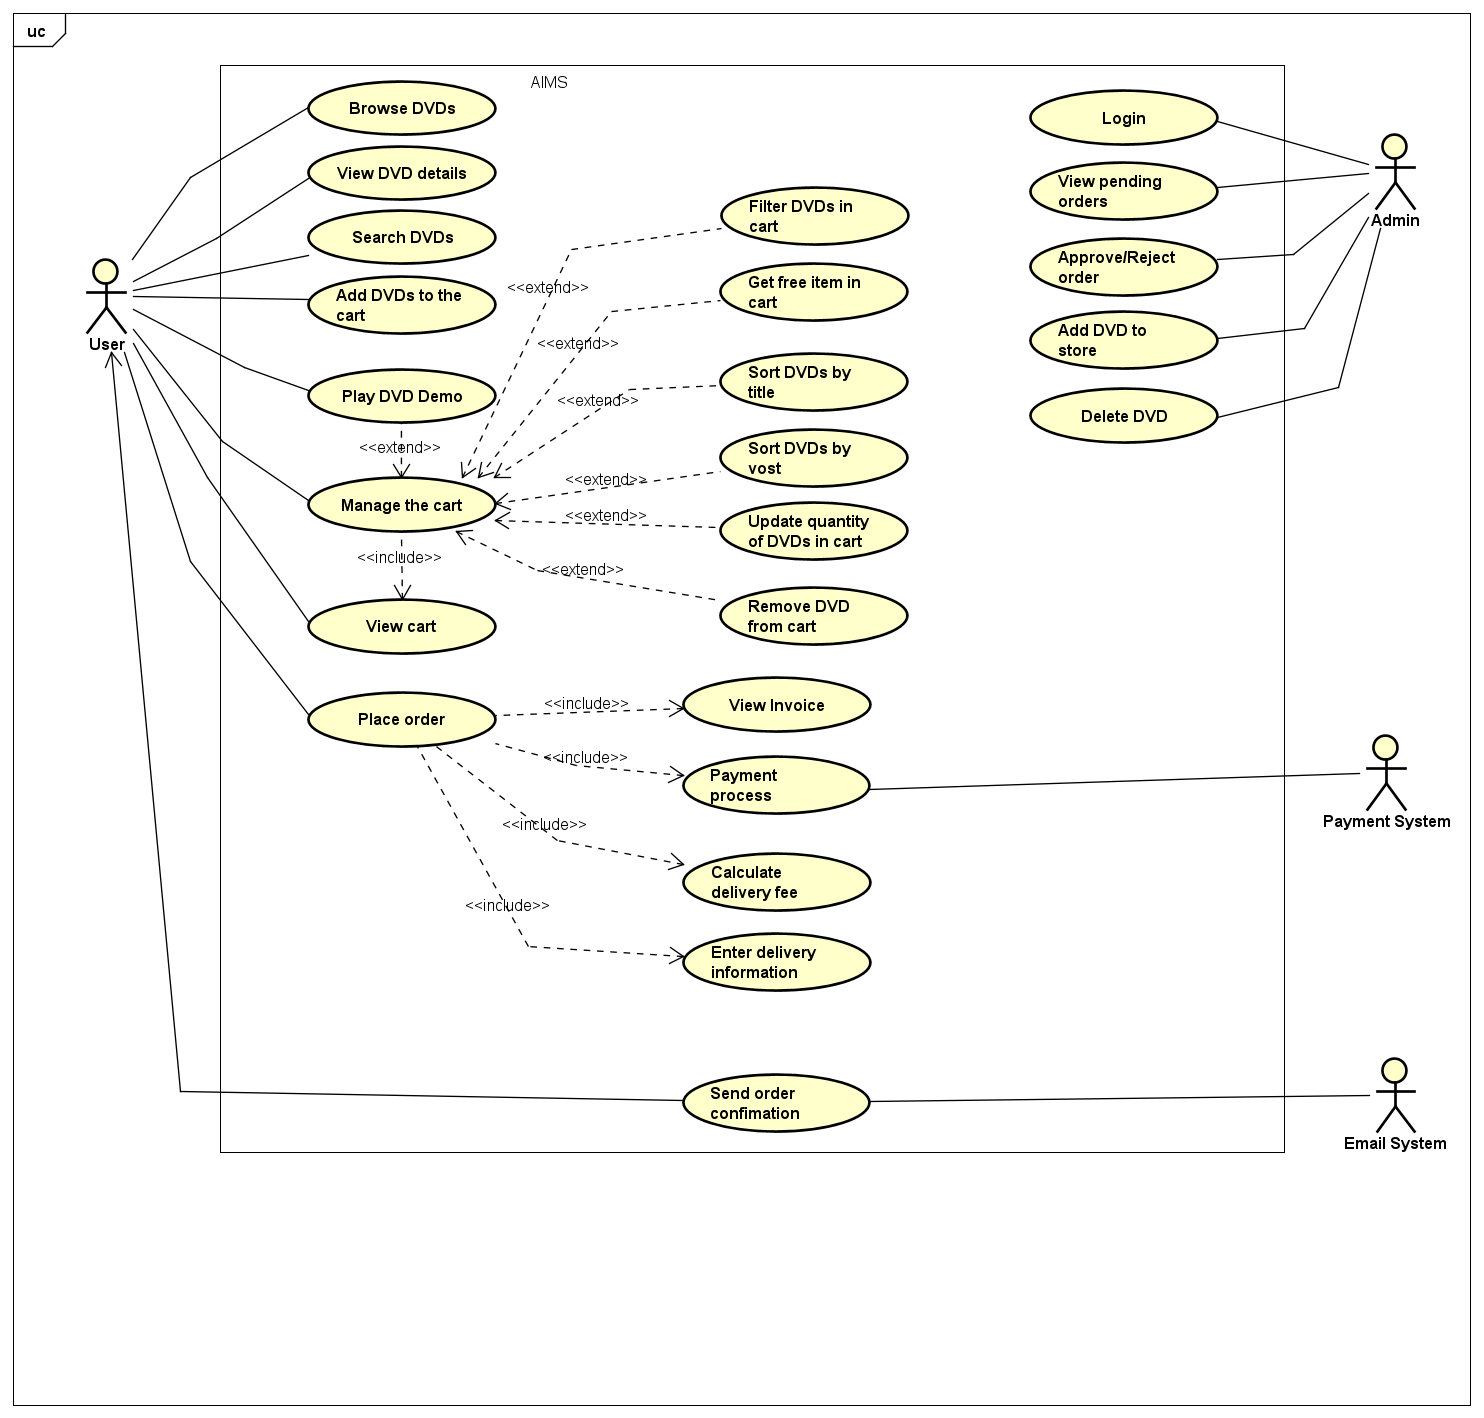 uc
AIMS
Browse DVDs
View DVD details
Search DVDs
Add DVDs to the
cart
Play DVD Demo
<<extend>>
Manage the cart
<<include>>
View cart
Place order
User
Filter DVDs in
cart
<<extend>>
Get free item in
cart
<<extend>>
Sort DVDs by
title
<<extend>>
Sort DVDs by
vost
<<extend>>
Update quantity
of DVDs in cart
<<extend>>
Remove DVD
from cart
<<extend>>
<<include>>
View Invoice
<<include>>
Payment
process
<<include>>
Calculate
delivery fee
<<include>>
Enter delivery
information
Send order
confimation
Login
View pending
orders
Approve/Reject
order
Add DVD to
store
Delete DVD
Admin
Payment System
Email System